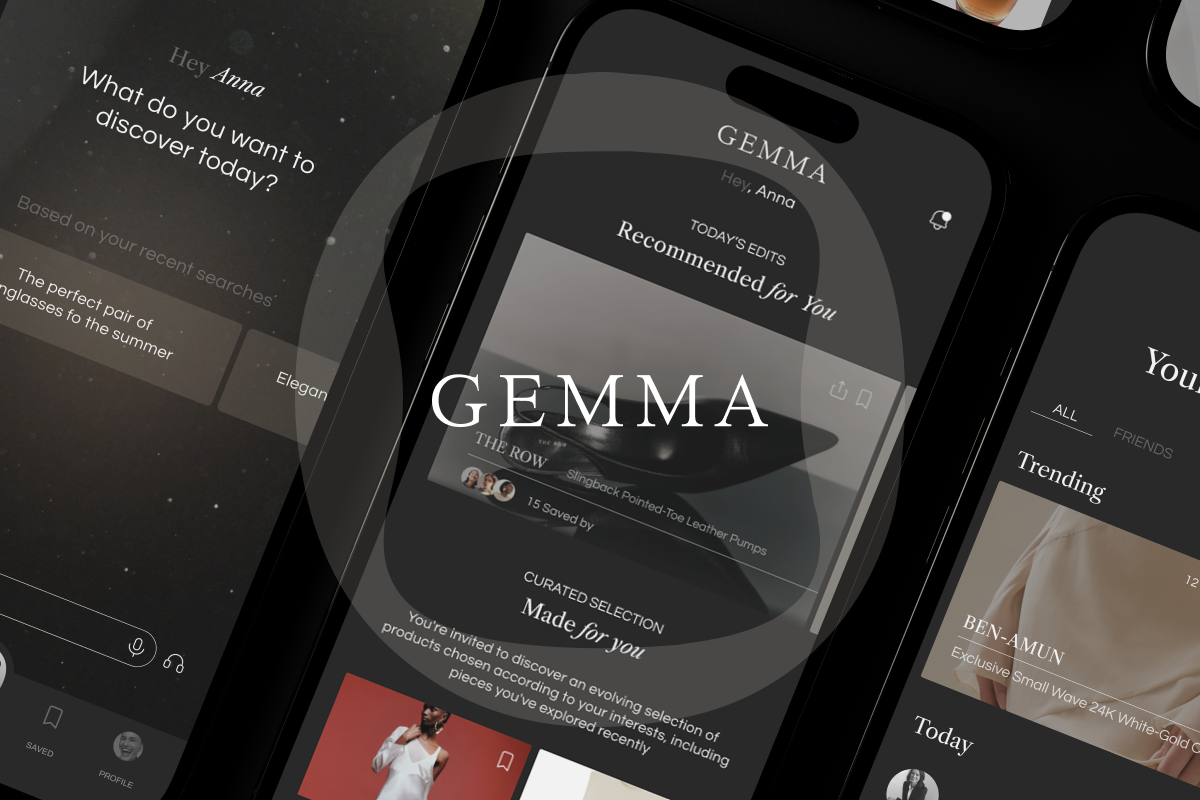 Hey Anna
What do you want to
discover today?
Based on your recent searches
The perfect pair of
nglasses fo the summer
Elegan
SAVED
PROFILE
GEMMA
Hey, Anna
TODAY'S EDITS
Recommended for You
GEMMA
THE ROW
THE ROW
Slingback Pointed-Toe Leather Pumps
15 Saved by
CURATED SELECTION
Made for you
You're invited to discover an evolving selection of
products chosen according to your interests, including
pieces you've explored recently
You
ALL
FRIENDS
Trending
12
BEN-AMUN
Exclusive Small Wave 24K White-Gold
Today